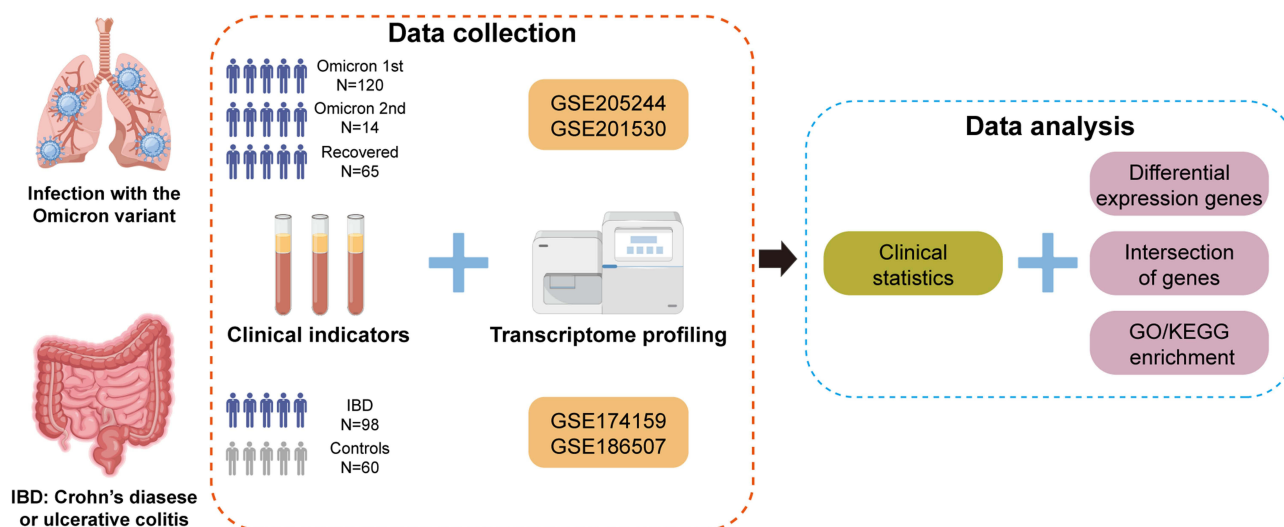 Infection with the
Omicron variant
IBD: Crohn's diasese
or ulcerative colitis
Data collection
Omicron 1st
N=120
Omicron 2nd
N=14
Recovered
N=65
GSE205244
GSE201530
Clinical indicators
Transcriptome profiling
IBD
N=98
Controls
N=60
GSE174159
GSE186507
Data analysis
Clinical
statistics
Differential
expression genes
Intersection
of genes
GO/KEGG
enrichment